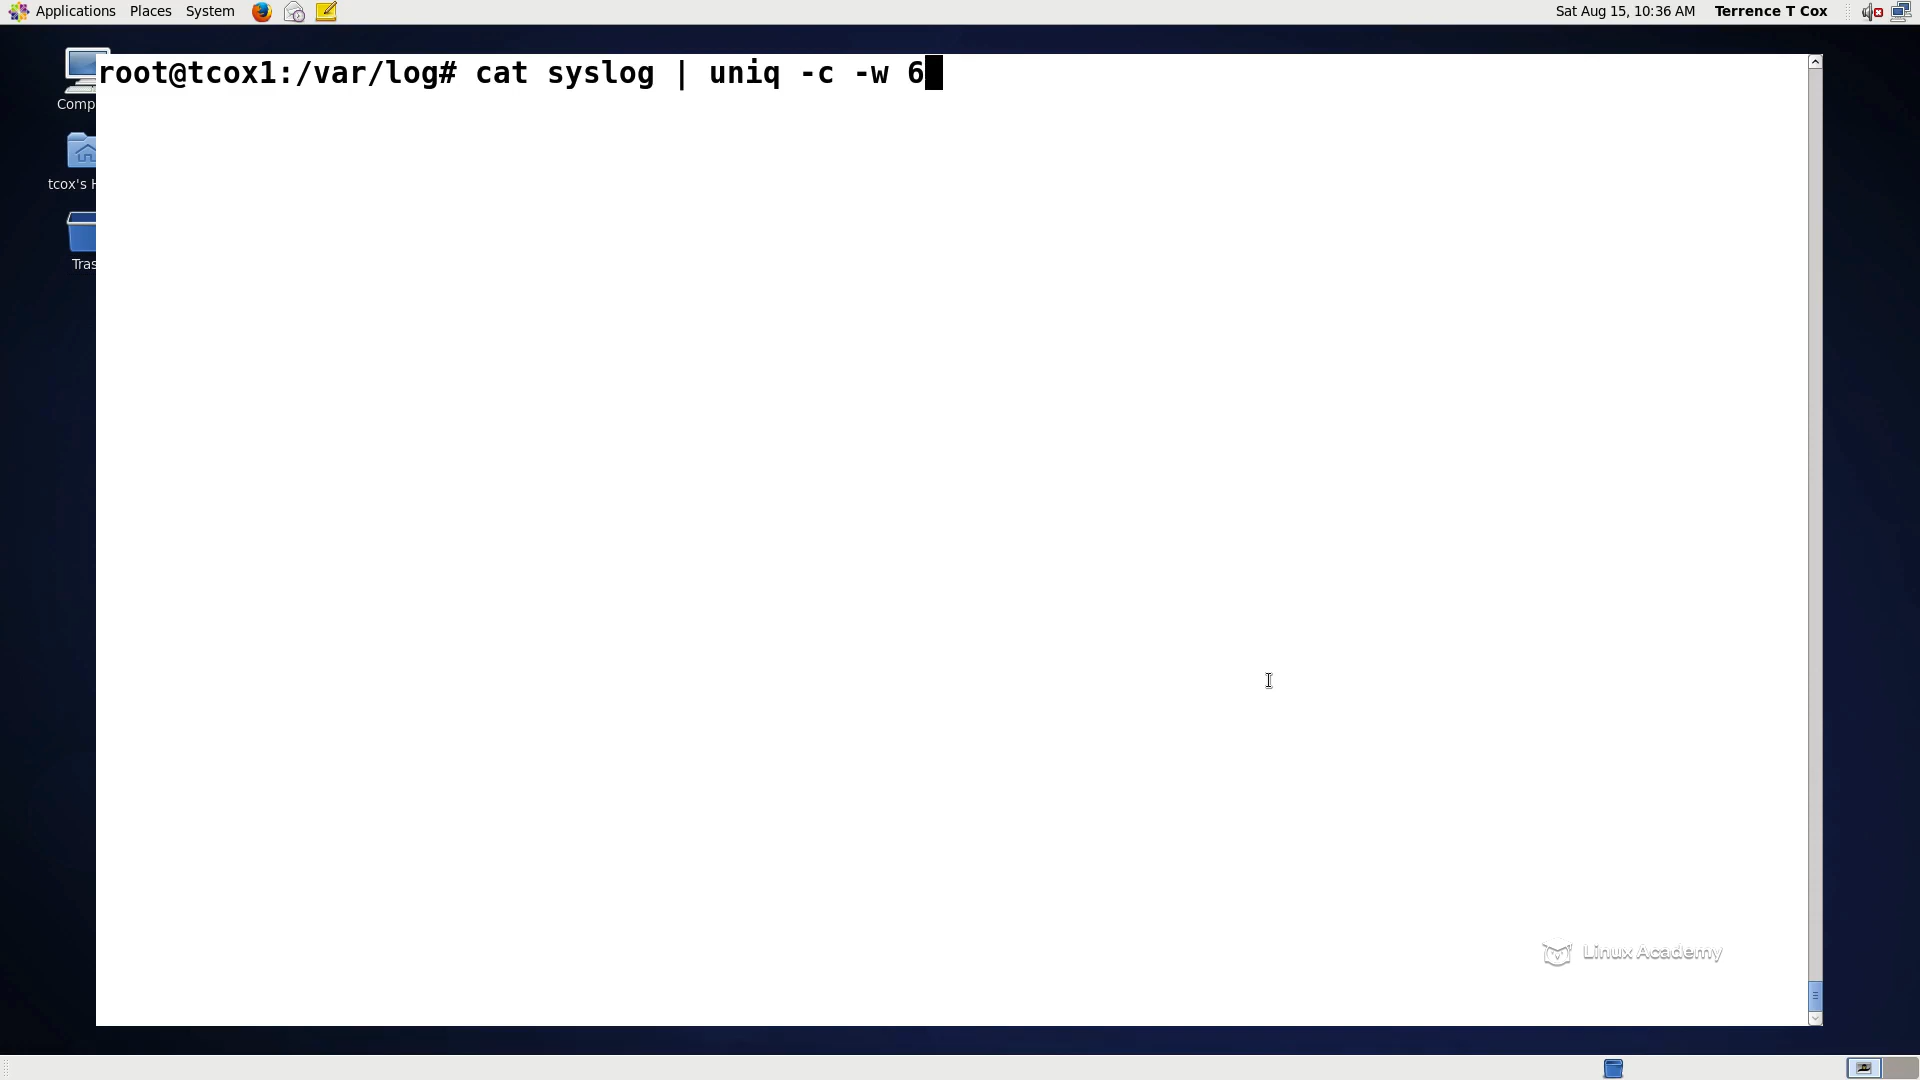 Applications Places System Sat Aug 15, 10:36 AM Terrence T Cox
root@tcox1:/var/log# cat syslog | uniq -c -w 6
Comp
tcox's H
Tras
Linux Academy